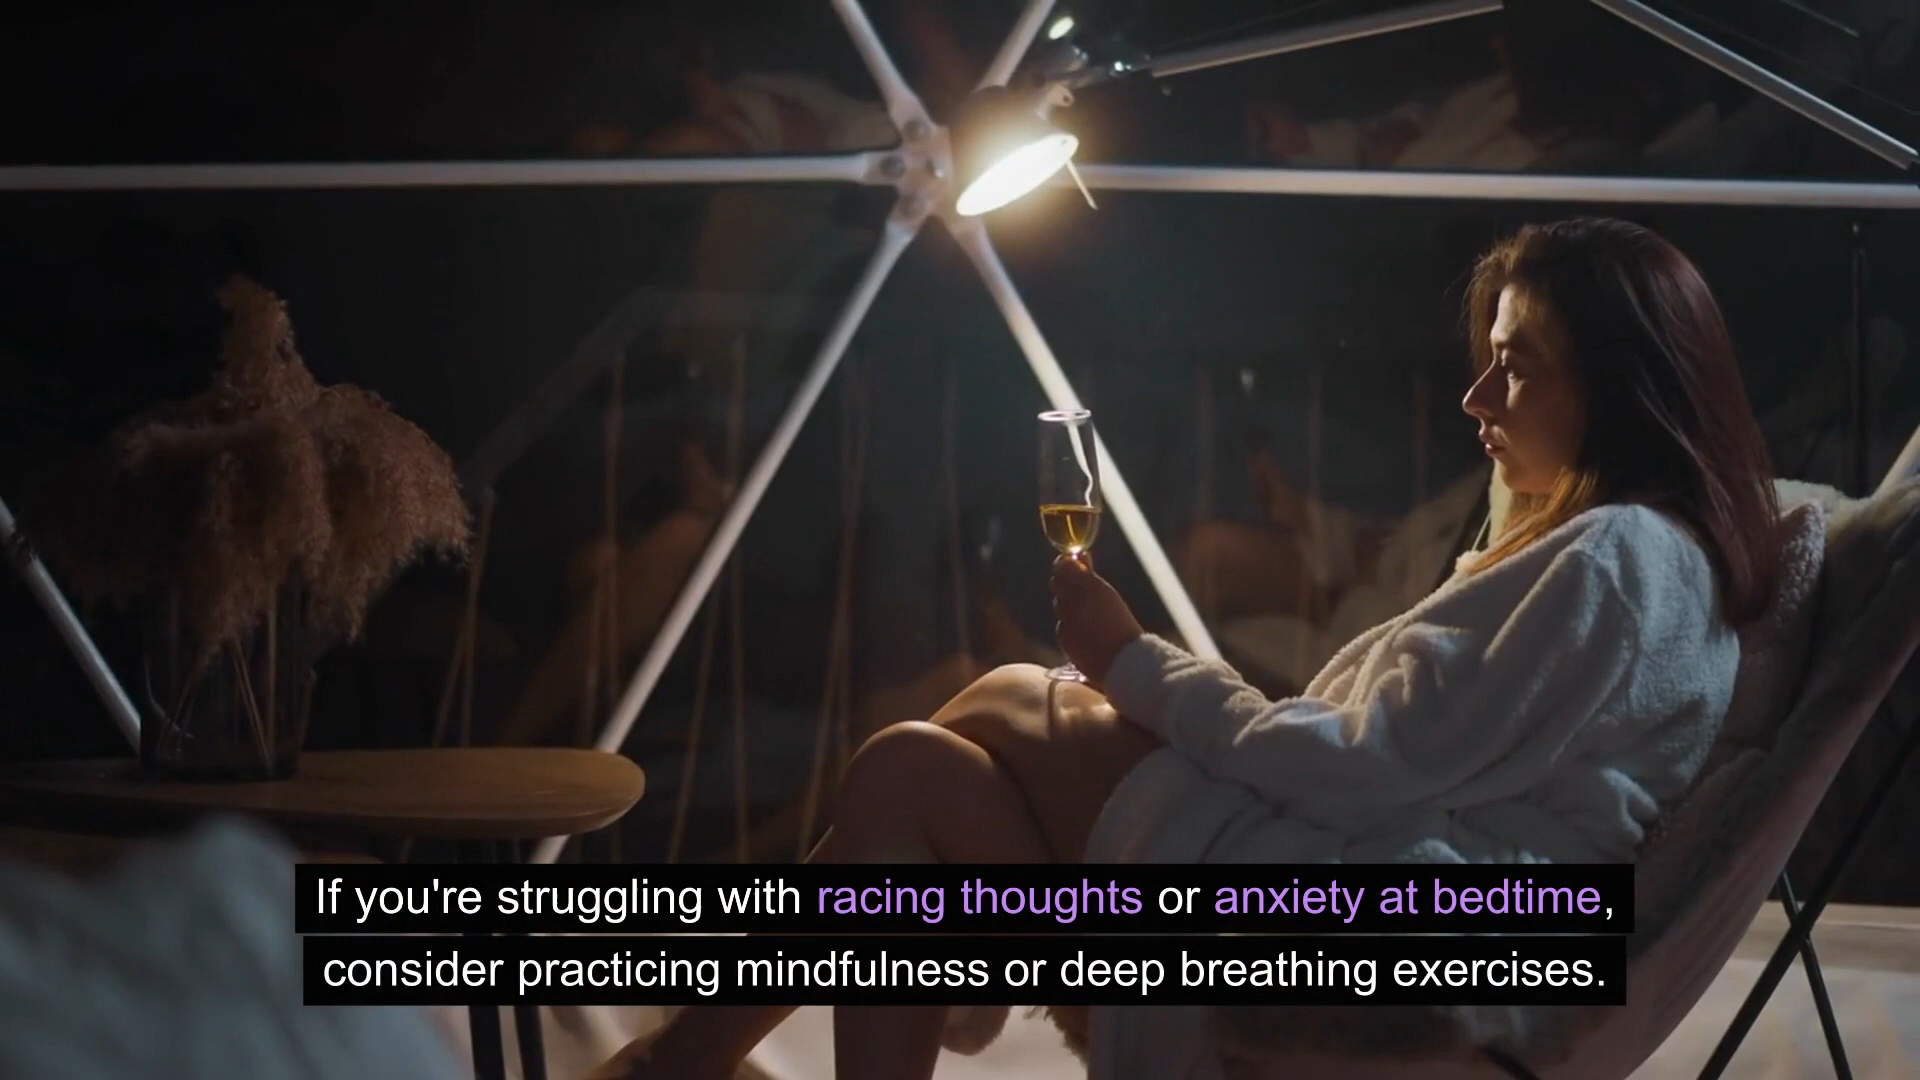 If you're struggling with racing thoughts or anxiety at bedtime,
consider practicing mindfulness or deep breathing exercises.